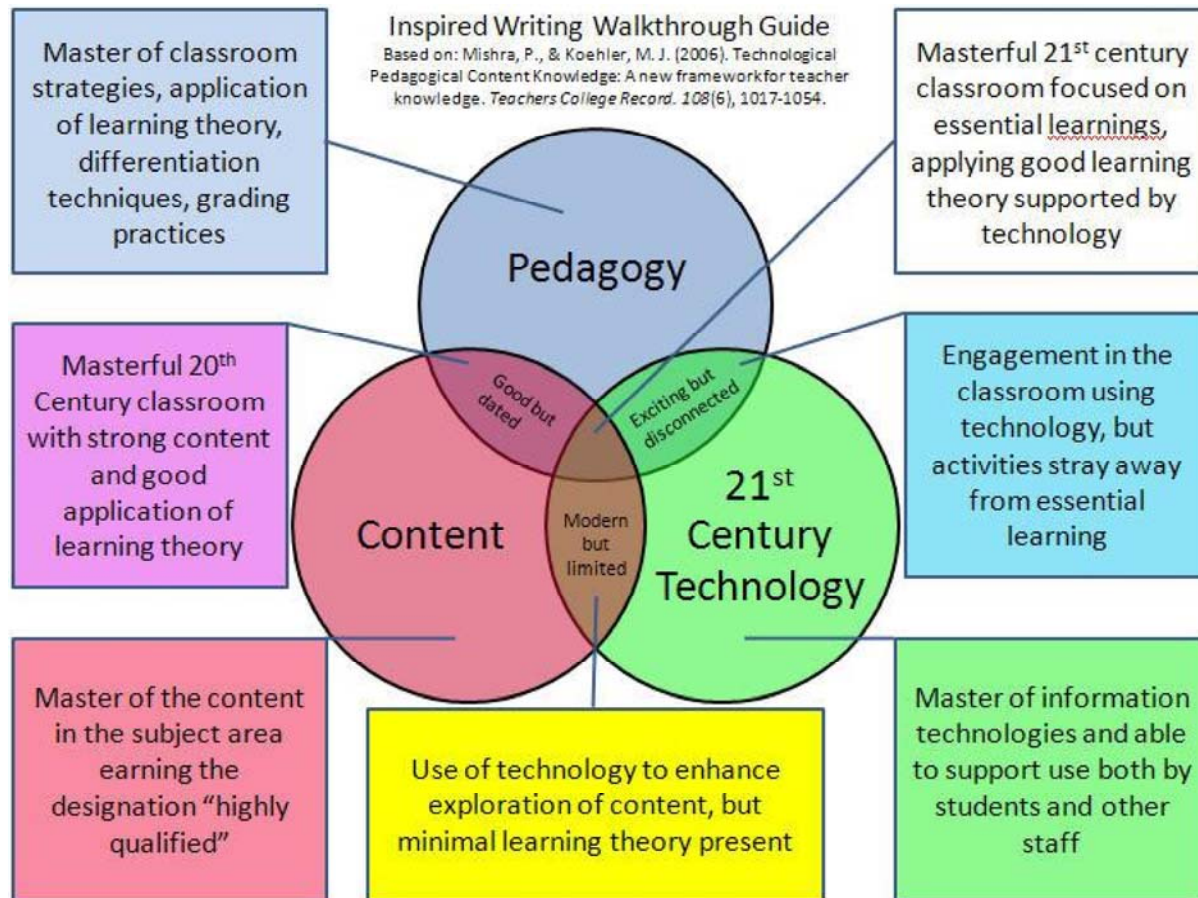 Inspired Writing Walkthrough Guide
Based on: Mishra, P., & Koehler, M. J. (2006). Technological
Pedagogical Content Knowledge: A new framework for teacher
knowledge. Teachers College Record. 108(6), 1017-1054.
Master of classroom
strategies, application
of learning theory,
differentiation
techniques, grading
practices
Masterful 21st century
classroom focused on
essential learnings,
applying good learning
theory supported by
technology
Pedagogy
Masterful 20th
Century classroom
with strong content
and good
application of
learning theory
Good but
dated
Exciting but
disconnected
Engagement in the
classroom using
technology, but
activities stray away
from essential
learning
Content
Modern
but
limited
21st
Century
Technology
Master of the content
in the subject area
earning the
designation “highly
qualified”
Use of technology to enhance
exploration of content, but
minimal learning theory present
Master of information
technologies and able
to support use both by
students and other
staff